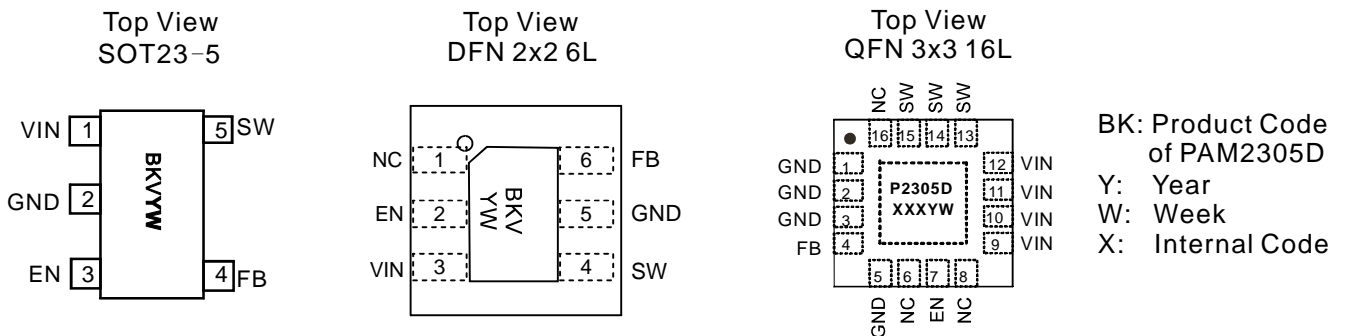 Top View
SOT23-5
VIN 1
5 SW
GND 2
EN 3
4 FB
BKVYW
Top View
DFN 2x2 6L
NC 1
6 FB
EN 2
5 GND
VIN 3
4 SW
BKV
YW
Top View
QFN 3x3 16L
NC SW SW SW
16 15 14 13
GND 1
GND 2
GND 3
FB 4
P2305D
XXXYW
12 VIN
11 VIN
10 VIN
9 VIN
5 6 7 8
GND NC EN NC
BK: Product Code
of PAM2305D
Y: Year
W: Week
X: Internal Code